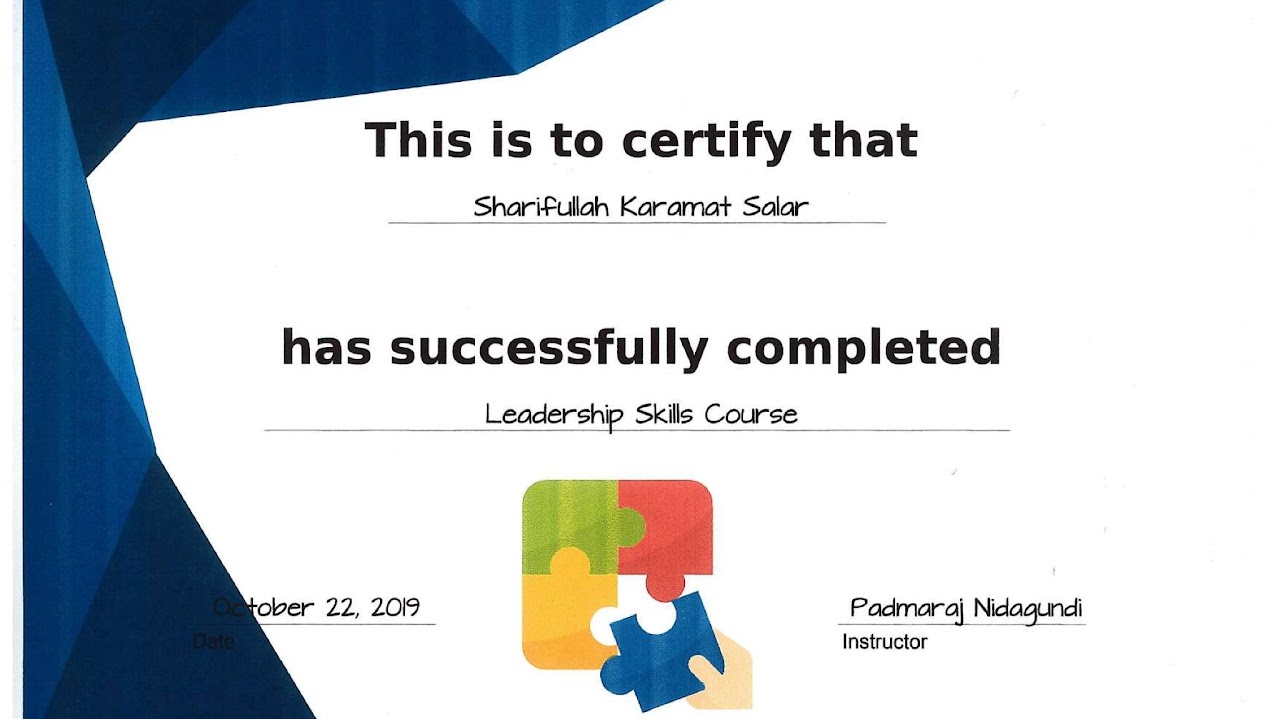 This is to certify that
Sharifullah Karamat Salar
has successfully completed
Leadership Skills Course
October 22, 2019
Date
Padmaraj Nidagundi
Instructor